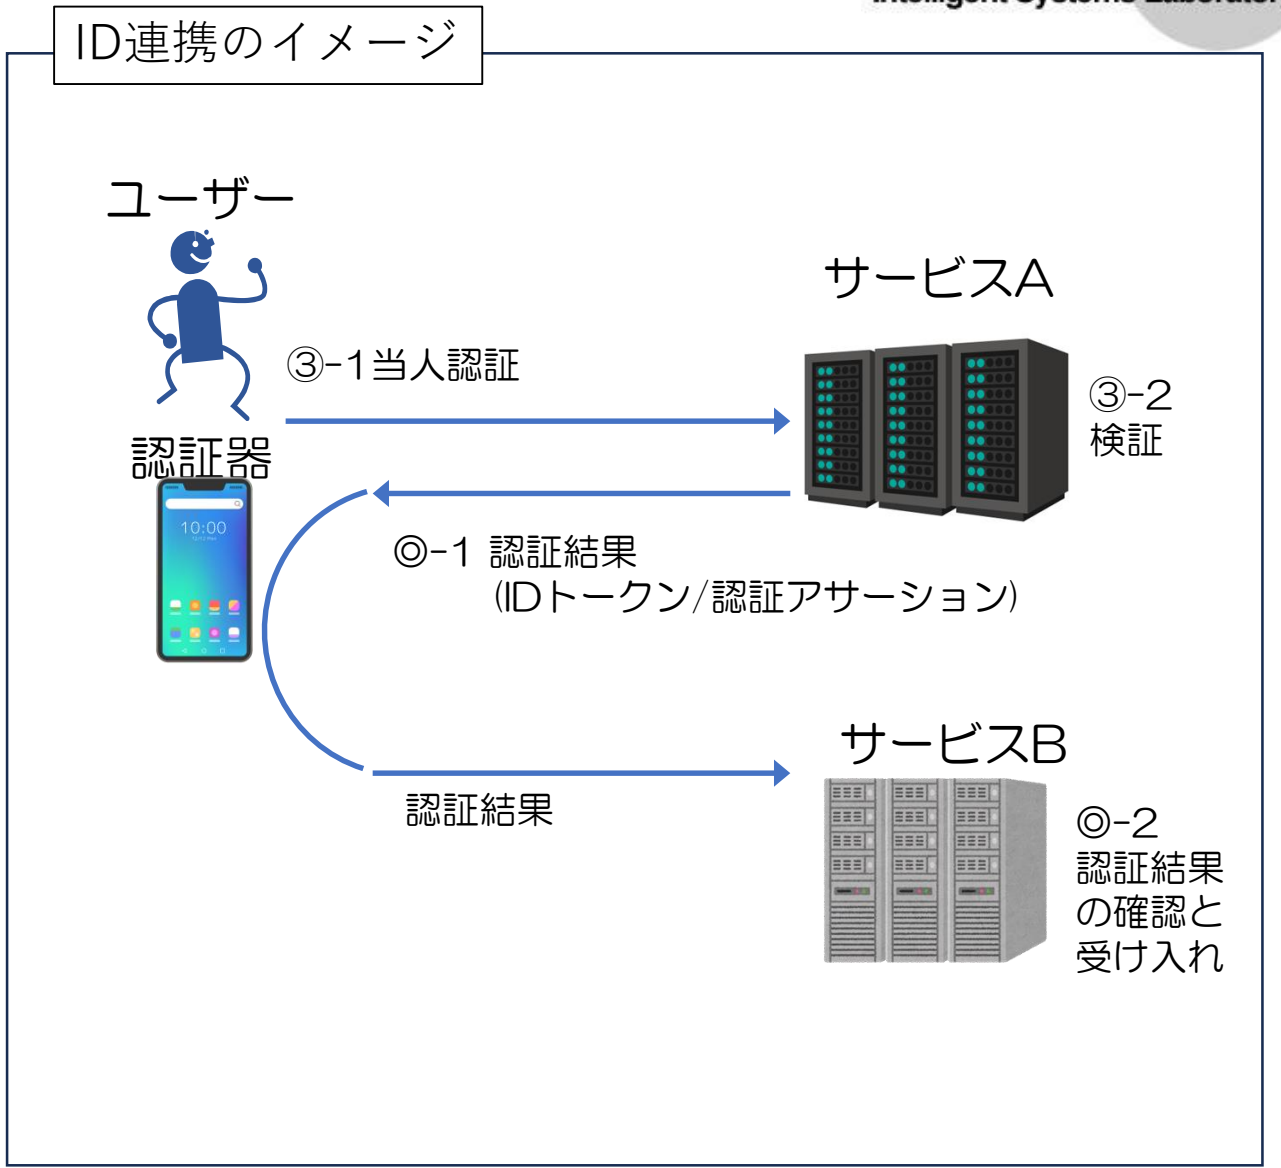 Intelligent Systems Laboratory
ID連携のイメージ
ユーザー
サービスA
③-1当人認証
③-2
検証
認証器
10:00
◎-1 認証結果
(IDトークン/認証アサーション)
サービスB
認証結果
◎-2
認証結果
の確認と
受け入れ